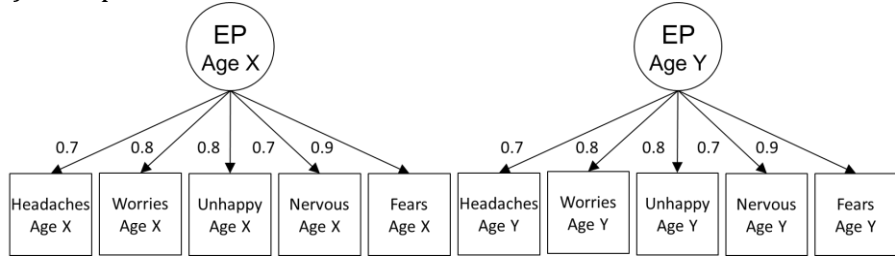 EP
Age X
EP
Age Y
0.7
0.8
0.8
0.7
0.9
0.7
0.8
0.8
0.7
0.9
Headaches
Age X
Worries
Age X
Unhappy
Age X
Nervous
Age X
Fears
Age X
Headaches
Age Y
Worries
Age Y
Unhappy
Age Y
Nervous
Age Y
Fears
Age Y